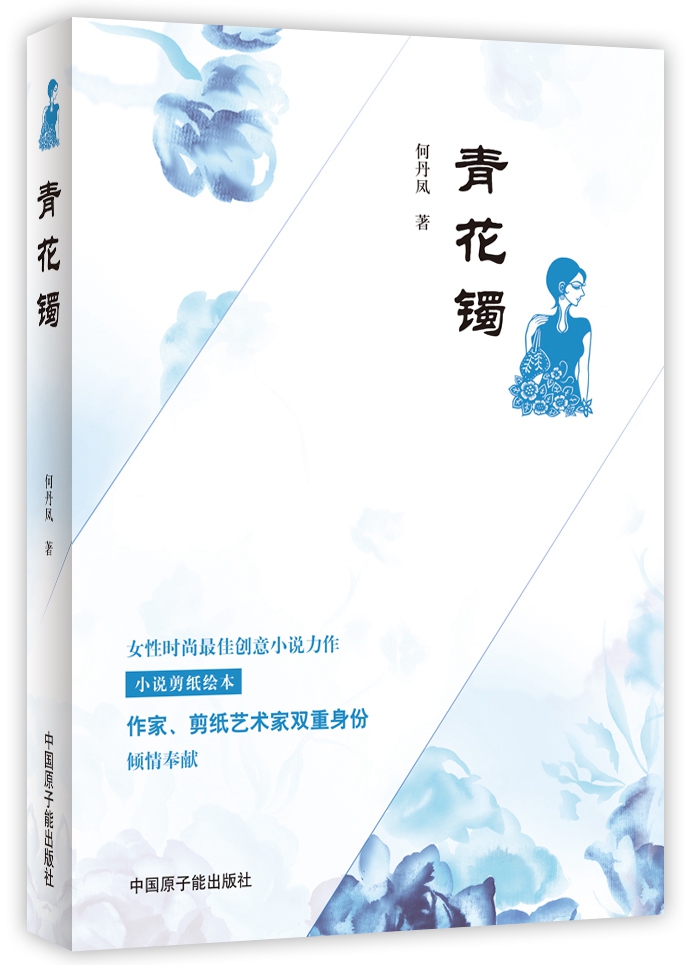 青花镯
何丹凤 著
中国原子能出版社
青花镯
何丹凤 著
女性时尚最佳创意小说力作
小说剪纸绘本
作家、剪纸艺术家双重身份
倾情奉献
中国原子能出版社